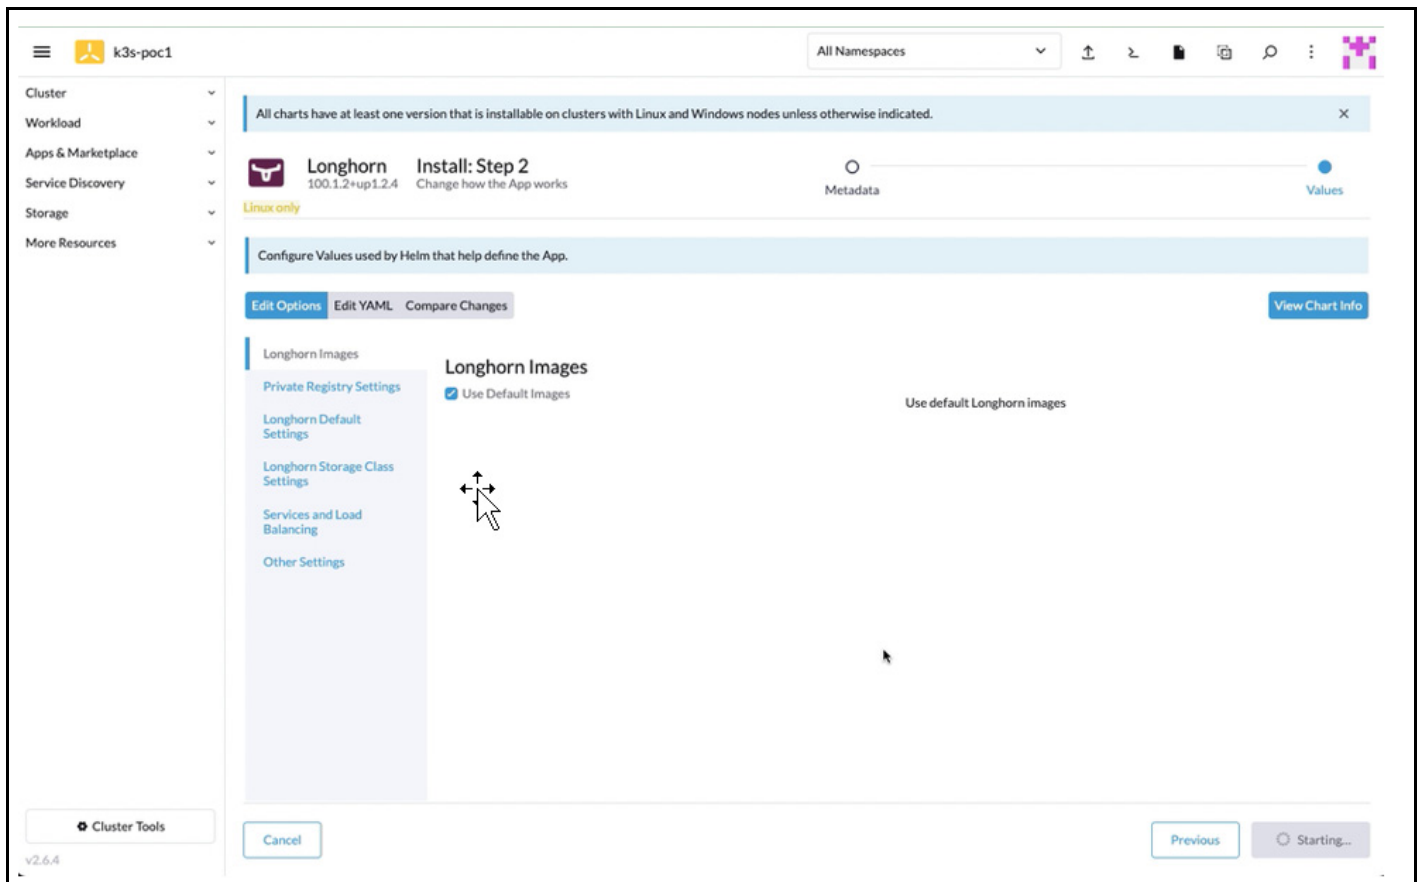 k3s-poc1
All Namespaces
Cluster
Workload
Apps & Marketplace
Service Discovery
Storage
More Resources
All charts have at least one version that is installable on clusters with Linux and Windows nodes unless otherwise indicated.
Longhorn
100.1.2+up1.2.4
Linux only
Install: Step 2
Change how the App works
Metadata
Values
Configure Values used by Helm that help define the App.
Edit Options
Edit YAML
Compare Changes
View Chart Info
Longhorn Images
Private Registry Settings
Longhorn Default
Settings
Longhorn Storage Class
Settings
Services and Load
Balancing
Other Settings
Longhorn Images
Use Default Images
Use default Longhorn images
Cluster Tools
v2.6.4
Cancel
Previous
Starting...